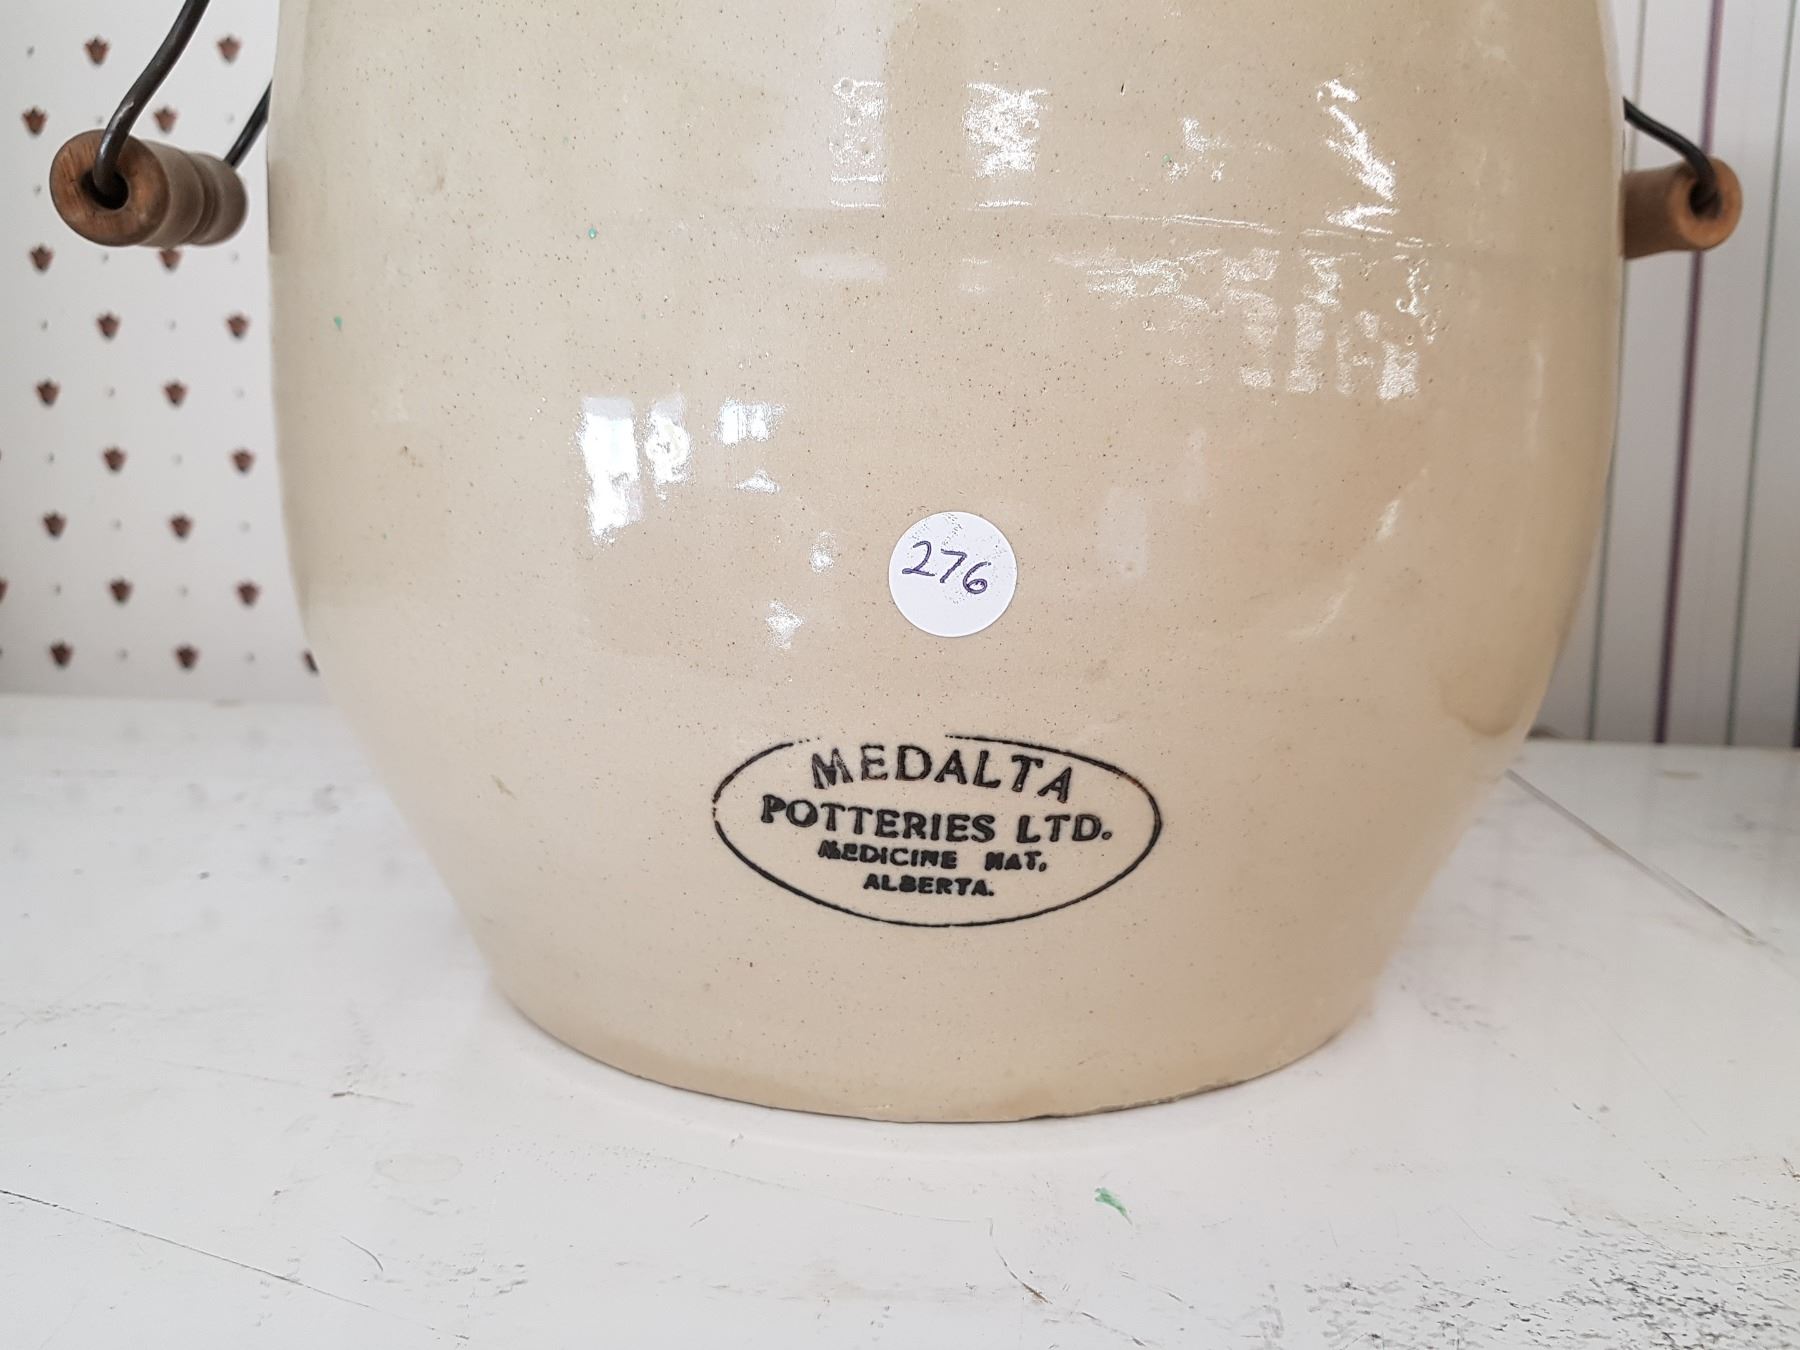 276
MEDALTA
POTTERIES LTD.
MEDICINE HAT,
ALBERTA.